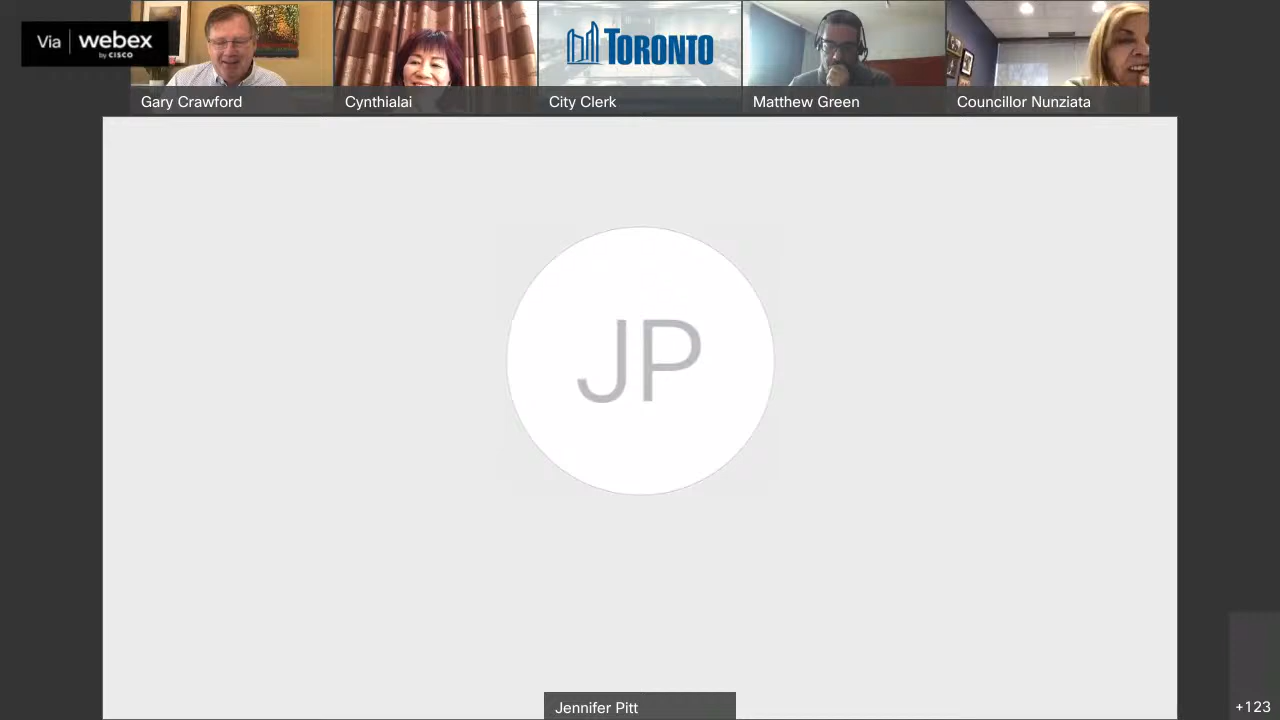 Via webex
by CISCO
TORONTO
Gary Crawford
Cynthialai
City Clerk
Matthew Green
Councillor Nunziata
JP
Jennifer Pitt
+123